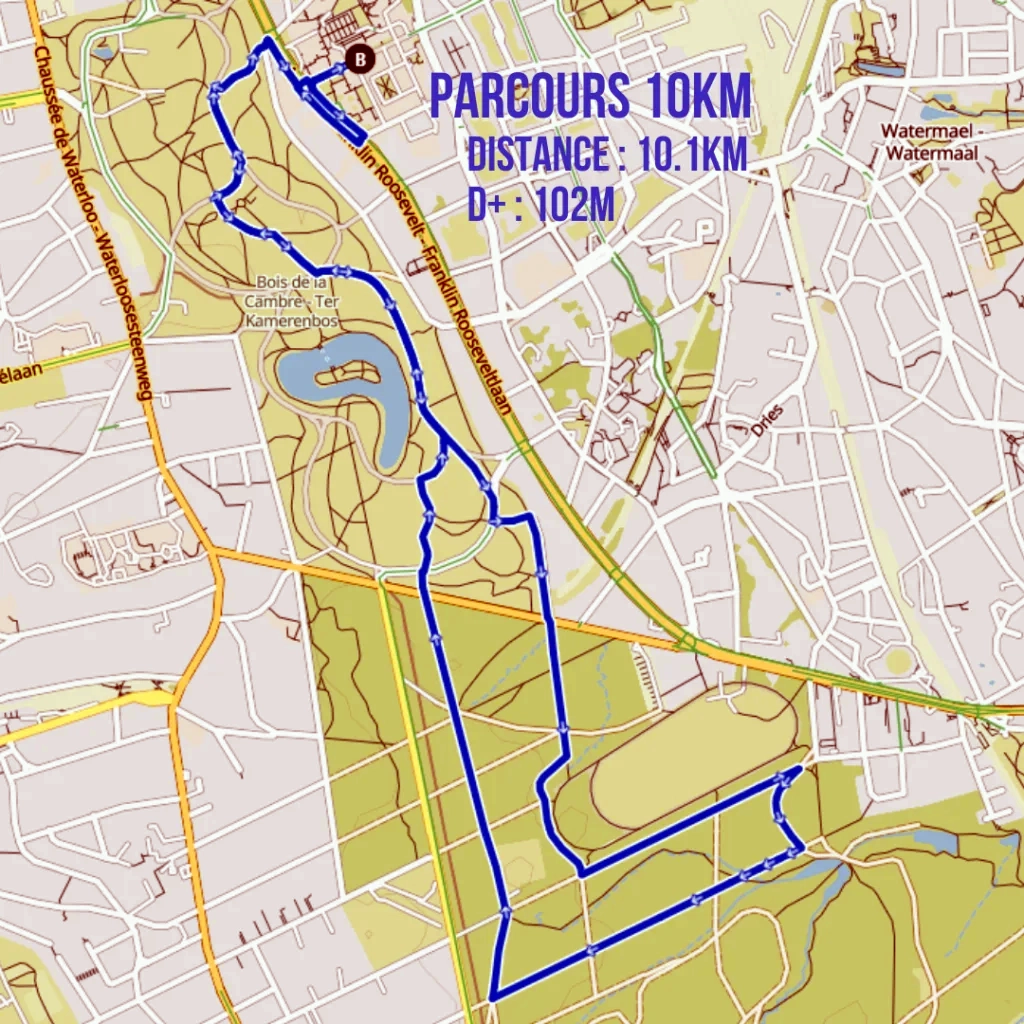 B
PARCOURS 10KM
DISTANCE : 10.1KM
D+ : 102M
Watermael -
Watermaal
Chaussée de Waterloo - Waterloosesteenweg
lin Roosevelt - Franklin Rooseveltlaan
Bois de la
Cambre - Ter
Kamerenbos
élaan
Dries